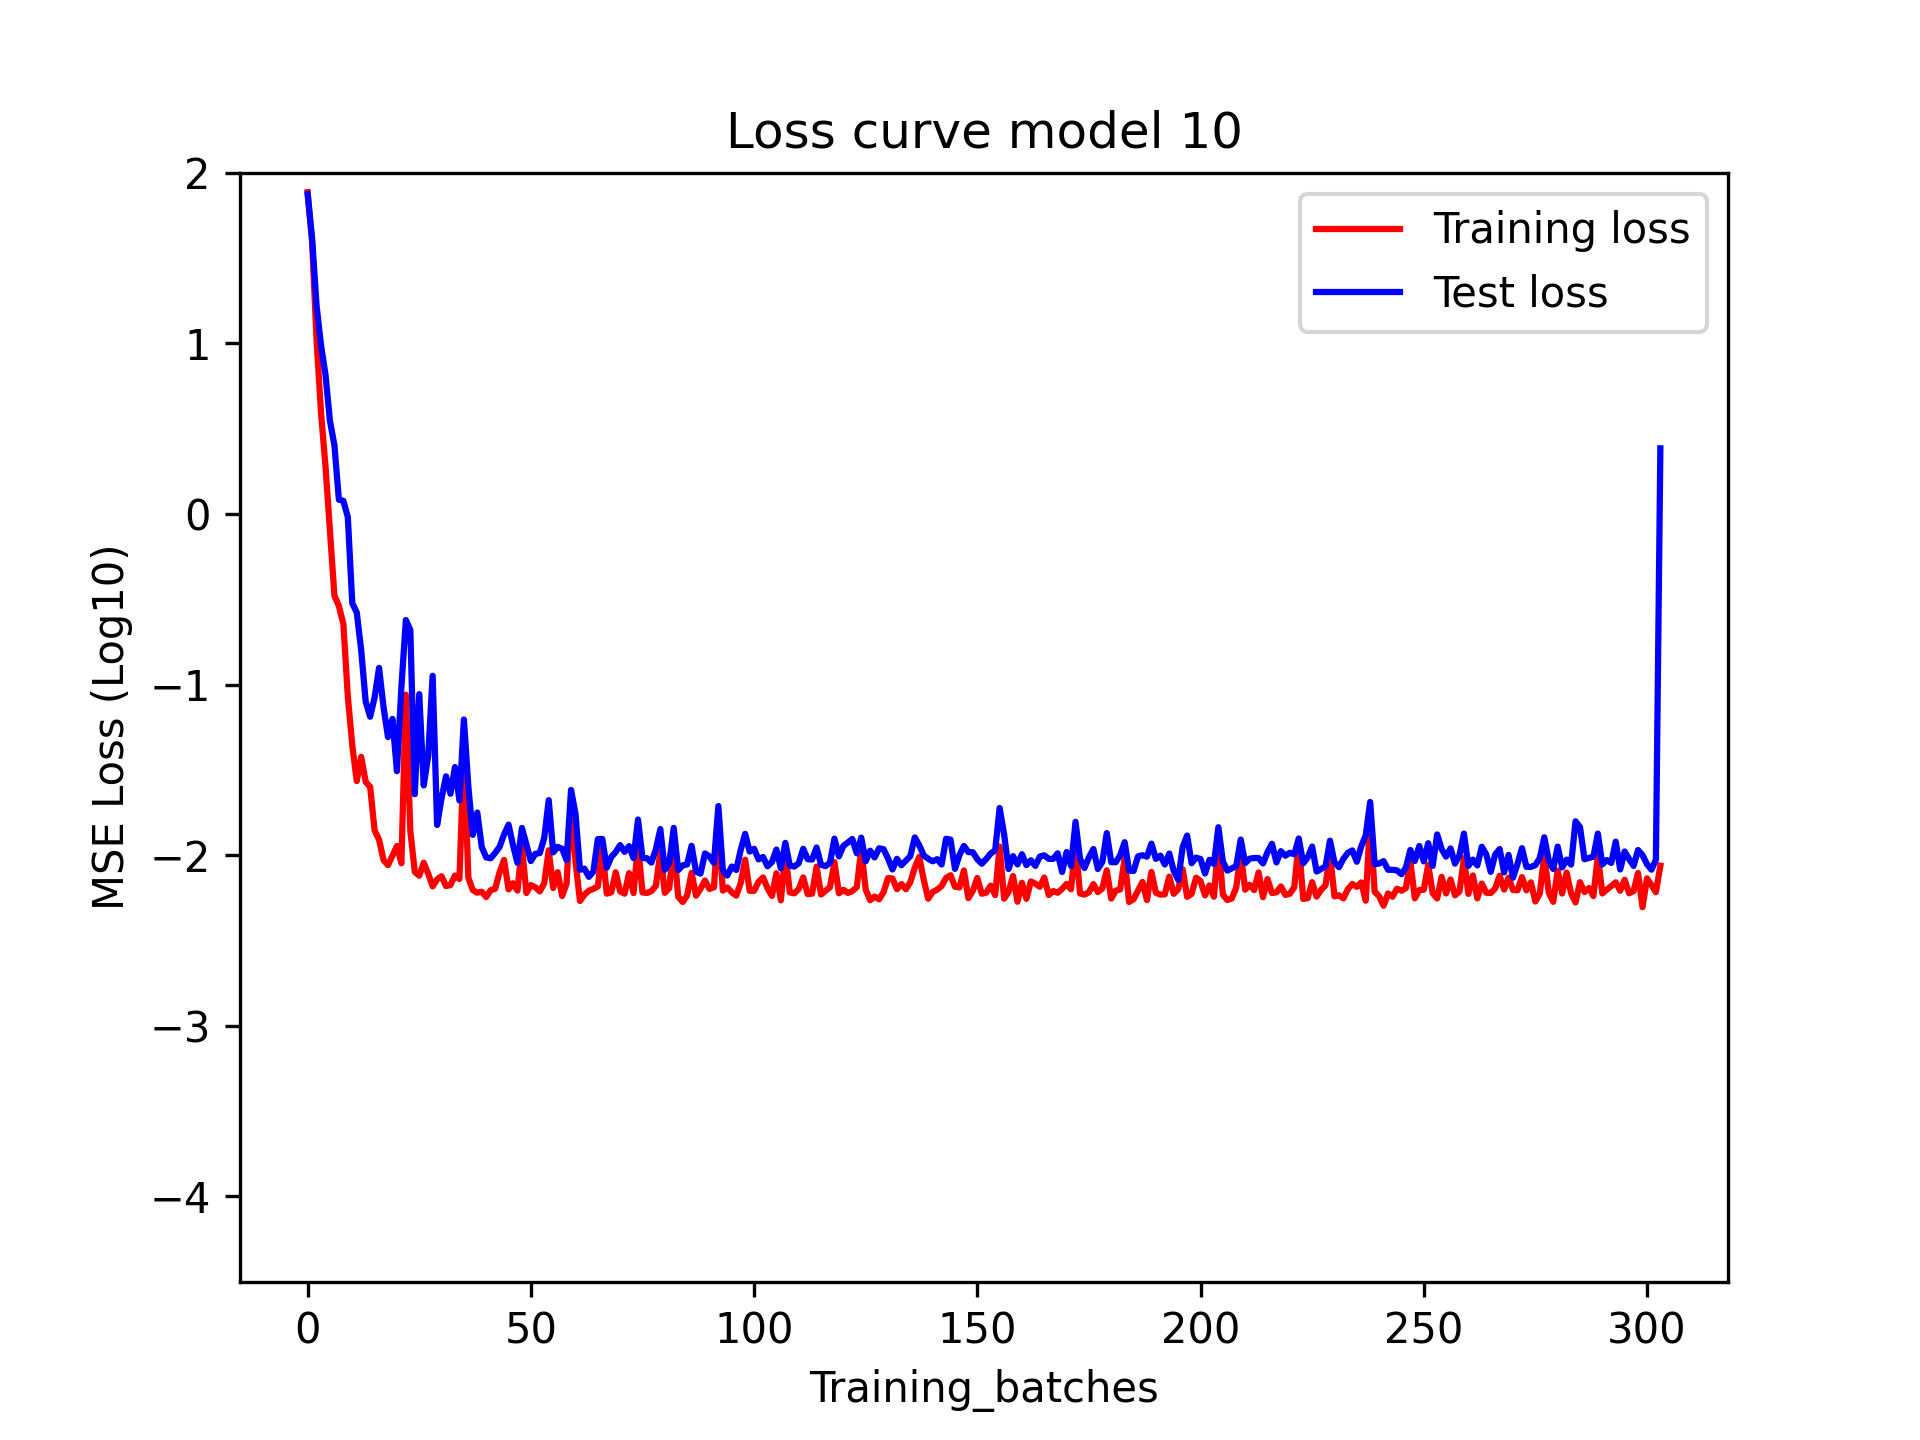 Loss curve model 10
Training loss
Test loss
MSE Loss (Log10)
2
1
0
−1
−2
−3
−4
0 50 100 150 200 250 300
Training_batches